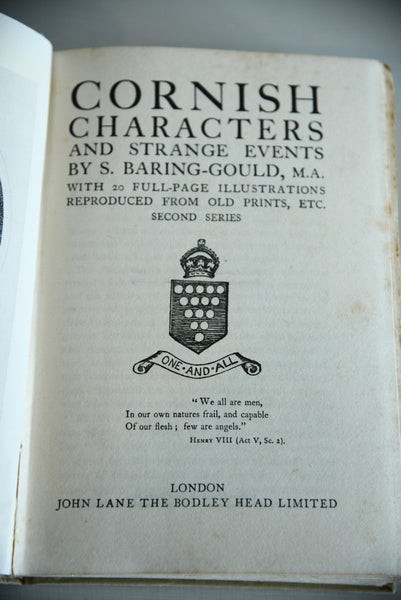 CORNISH
CHARACTERS
AND STRANGE EVENTS
BY S. BARING-GOULD, M.A.
WITH 20 FULL-PAGE ILLUSTRATIONS
REPRODUCED FROM OLD PRINTS, ETC.
SECOND SERIES
ONE · AND · ALL
"We all are men,
In our own natures frail, and capable
Of our flesh ; few are angels."
HENRY VIII (Act V, Sc. 2).
LONDON
JOHN LANE THE BODLEY HEAD LIMITED